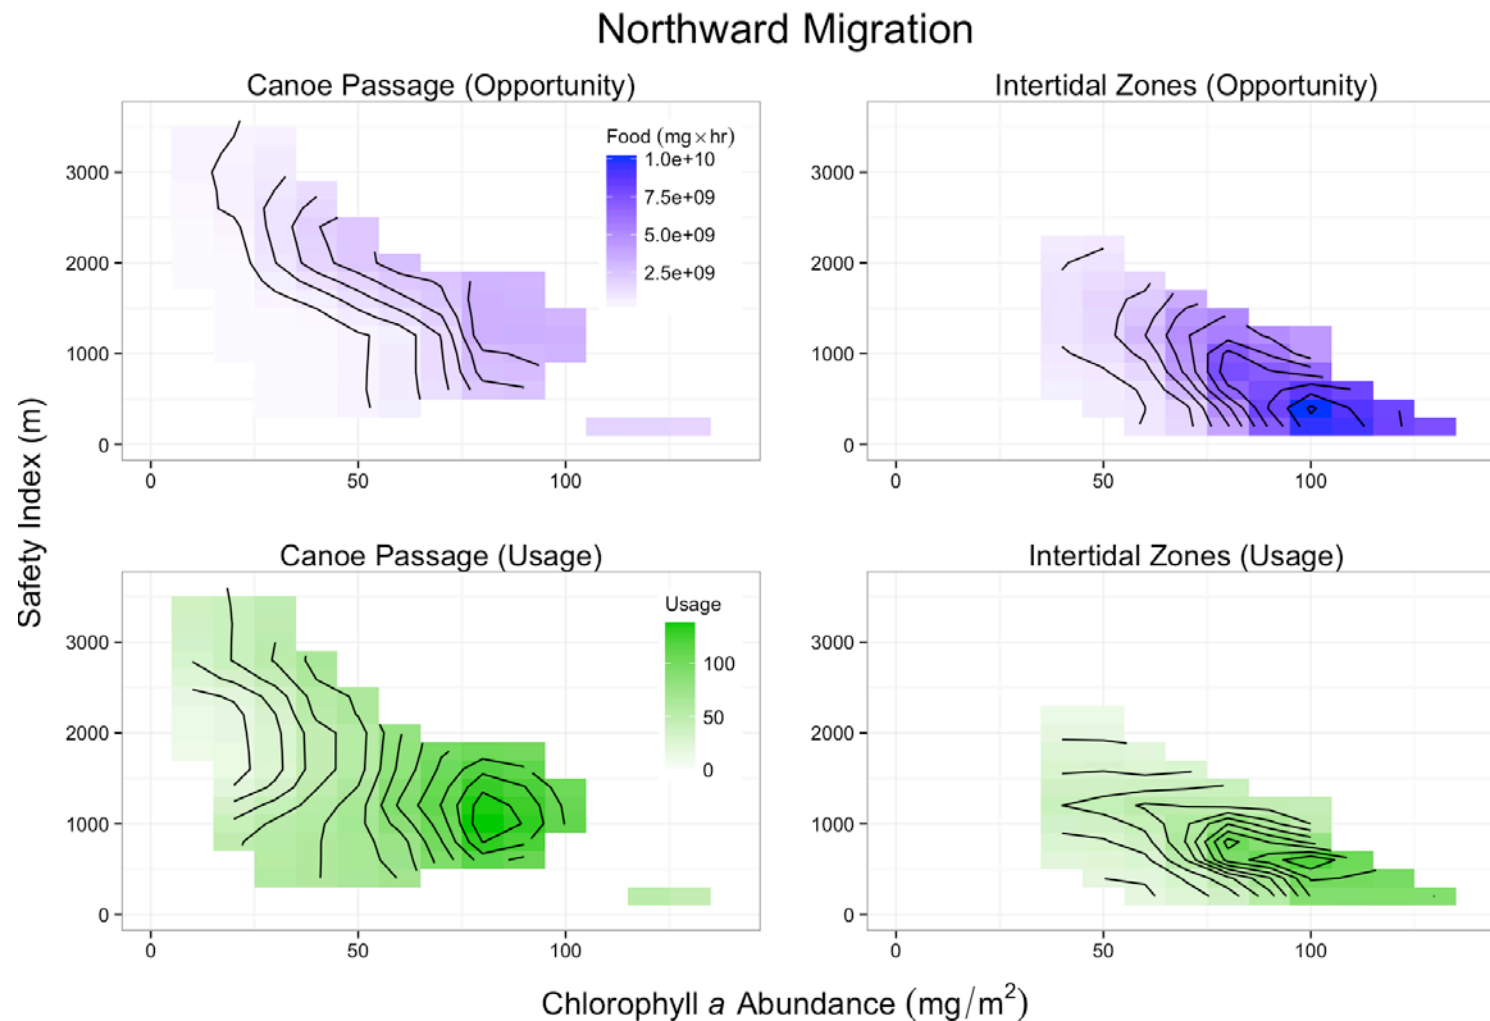 Northward Migration
Canoe Passage (Opportunity)
Intertidal Zones (Opportunity)
Food (mg×hr)
1.0e+10
7.5e+09
5.0e+09
2.5e+09
3000
2000
1000
0
0 50 100
3000
2000
1000
0
0 50 100
Safety Index (m)
Canoe Passage (Usage)
Intertidal Zones (Usage)
Usage
100
50
0
3000
2000
1000
0
0 50 100
3000
2000
1000
0
0 50 100
Chlorophyll a Abundance (mg/m²)